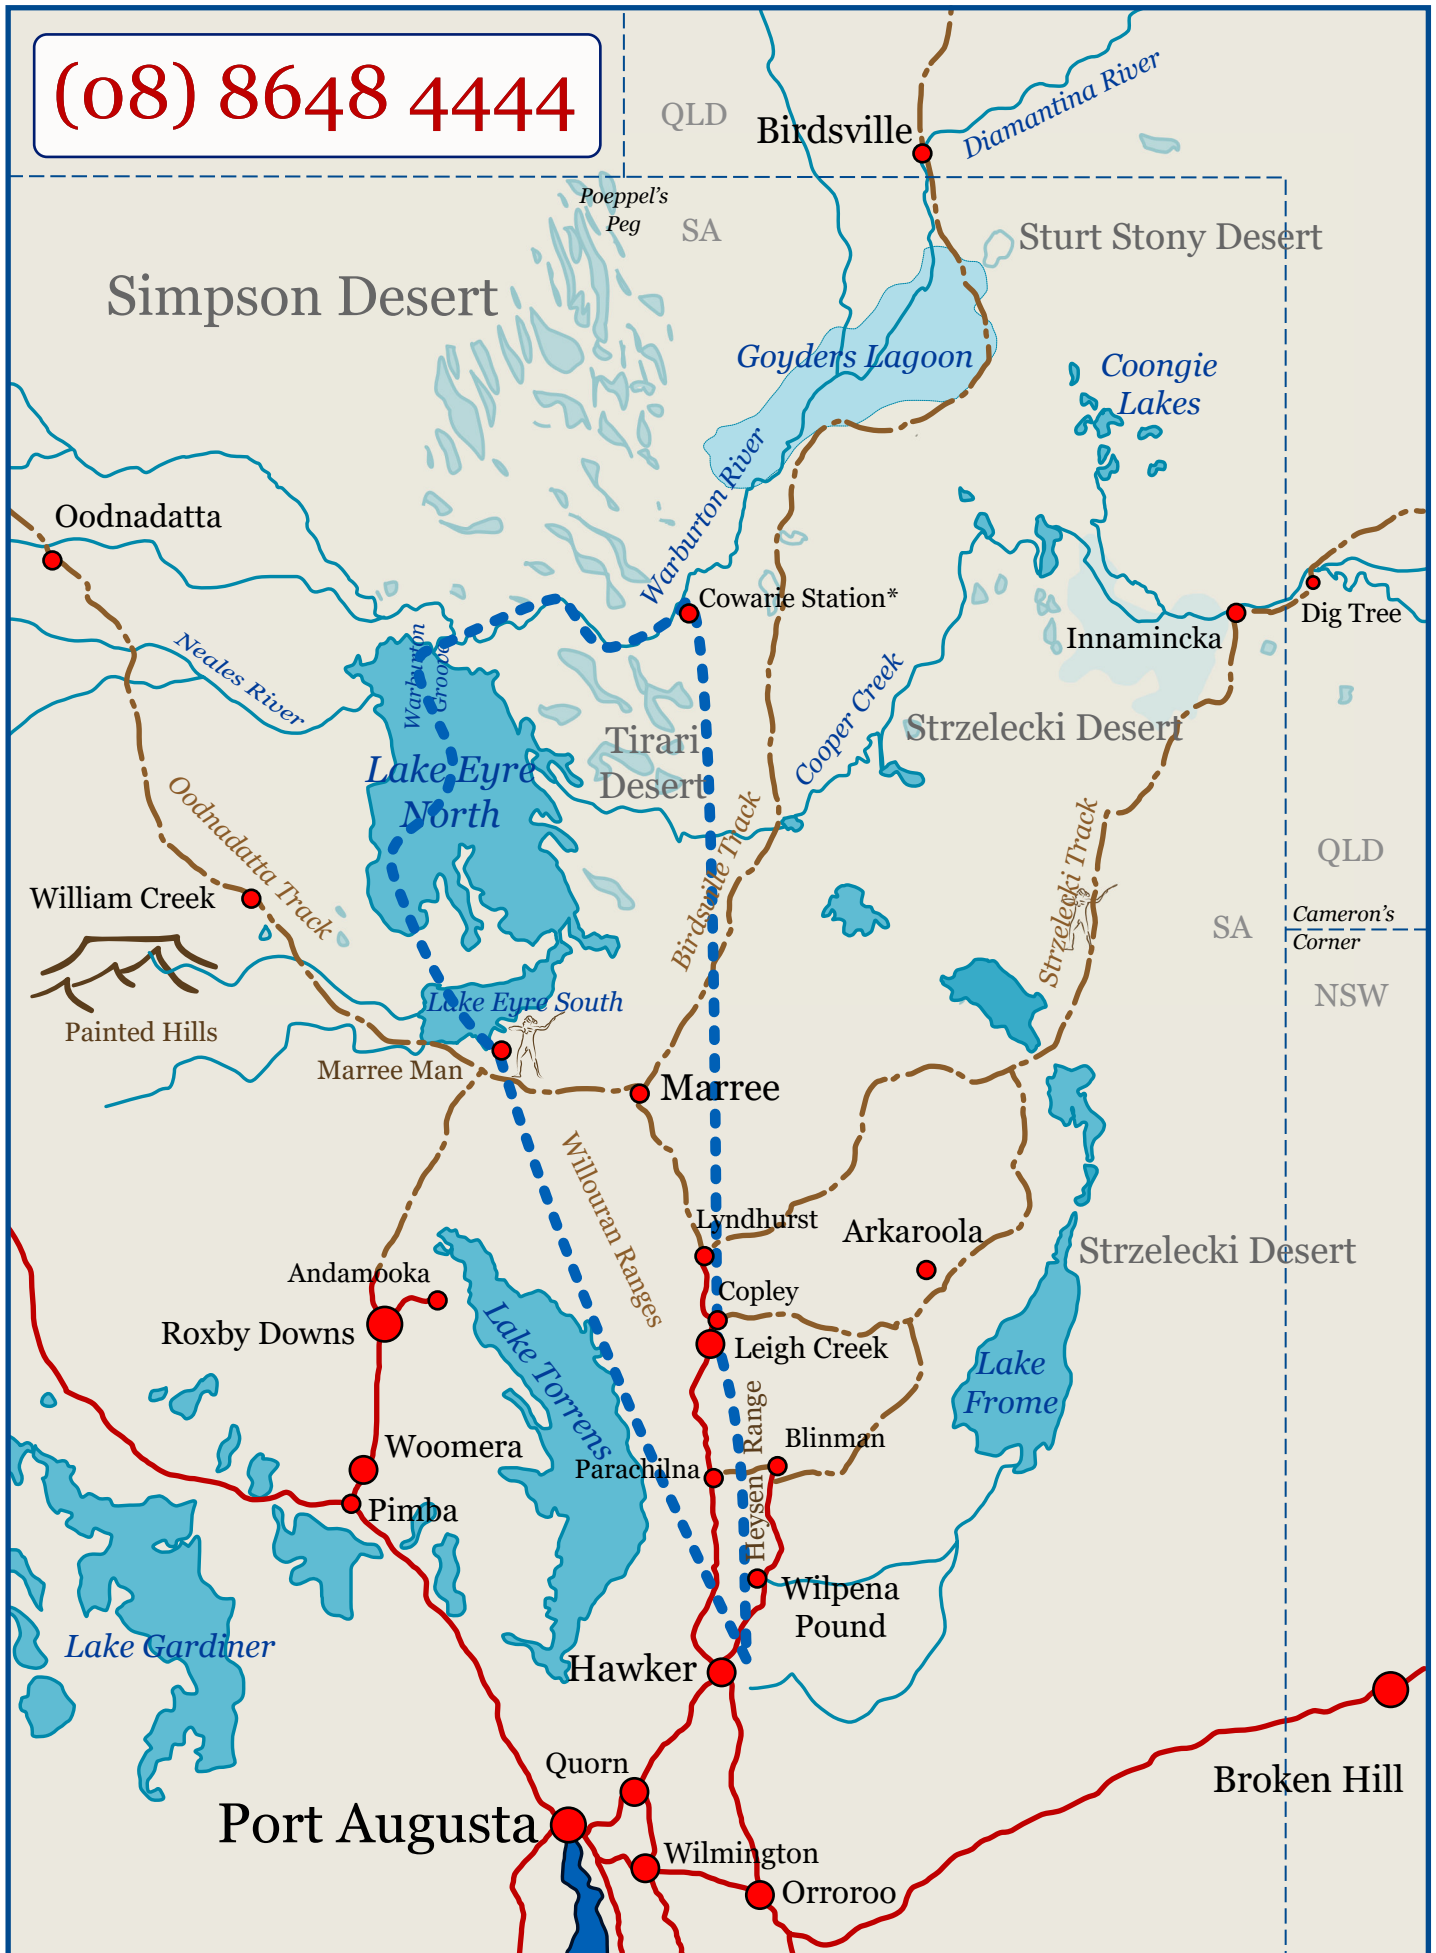 (08) 8648 4444
QLD
Birdsville
Diamantina River
Poeppel's
Peg
SA
Sturt Stony Desert
Simpson Desert
Goyders Lagoon
Coongie
Lakes
Warburton River
Oodnadatta
Cowarie Station*
Dig Tree
Innamincka
Neales River
Warburton
Groove
Cooper Creek
Strzelecki Desert
Tirari
Desert
Lake Eyre
North
Oodnadatta Track
Birdsville Track
Strzelecki Track
QLD
William Creek
Cameron's
Corner
SA
NSW
Lake Eyre South
Painted Hills
Marree Man
Marree
Willouran Ranges
Lyndhurst
Arkaroola
Strzelecki Desert
Andamooka
Copley
Roxby Downs
Leigh Creek
Lake Torrens
Lake
Frome
Heysen Range
Blinman
Woomera
Parachilna
Pimba
Wilpena
Pound
Lake Gardiner
Hawker
Quorn
Broken Hill
Port Augusta
Wilmington
Orroroo